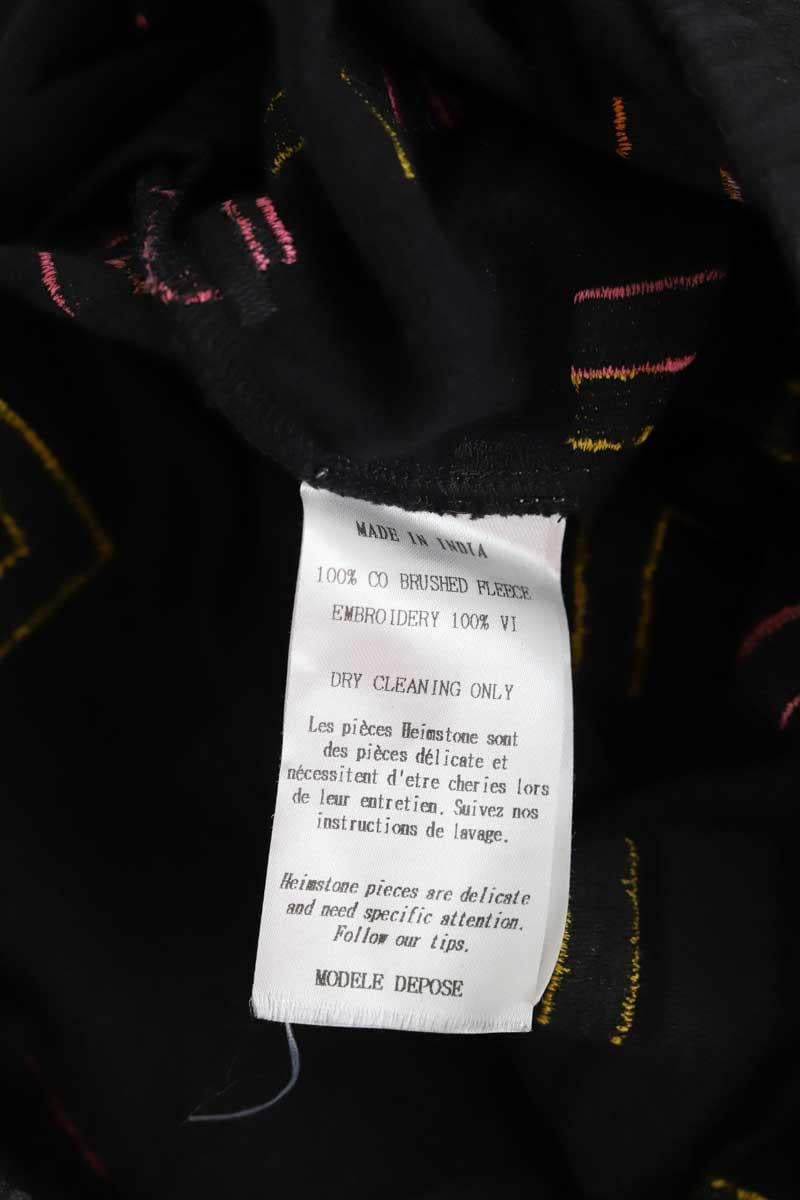 MADE IN INDIA
100% CO BRUSHED FLEECE
EMBROIDERY 100% VI
DRY CLEANING ONLY
Les pièces Heimstone sont
des pièces délicate et
nécessitent d'etre cheries lors
de leur entretien. Suivez nos
instructions de lavage.
Heimstone pieces are delicate
and need specific attention.
Follow our tips.
MODELE DEPOSE